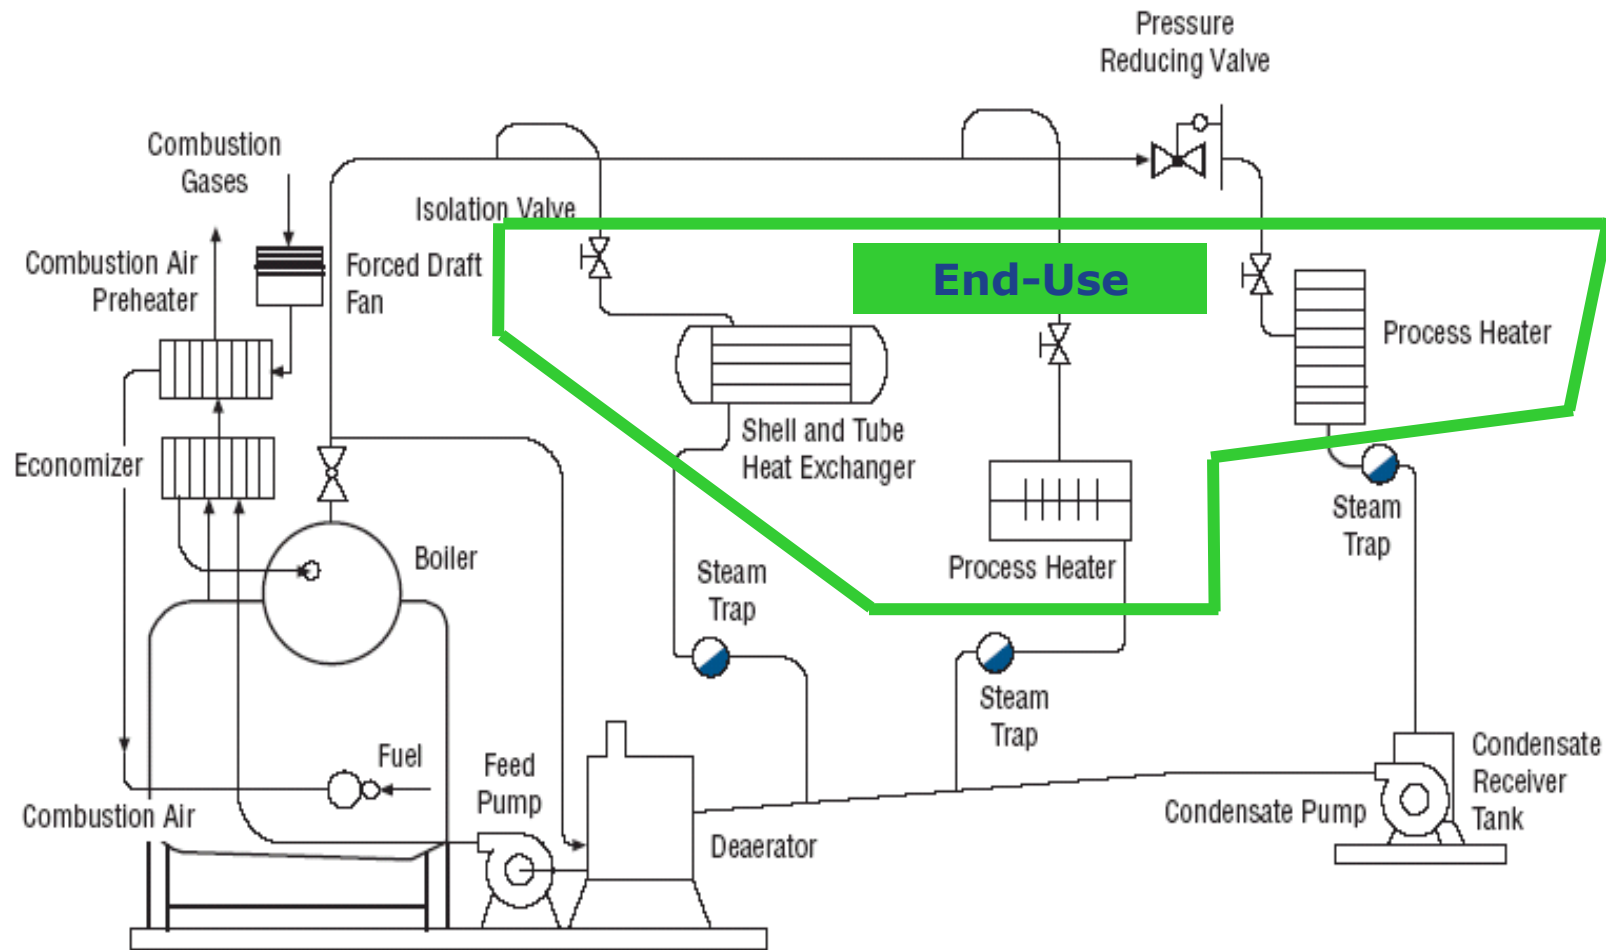 Pressure
Reducing Valve
Combustion
Gases
Isolation Valve
Combustion Air
Preheater
Forced Draft
Fan
End-Use
Process Heater
Shell and Tube
Heat Exchanger
Economizer
Steam
Trap
Boiler
Process Heater
Steam
Trap
Steam
Trap
Fuel
Feed
Pump
Combustion Air
Deaerator
Condensate Pump
Condensate
Receiver
Tank